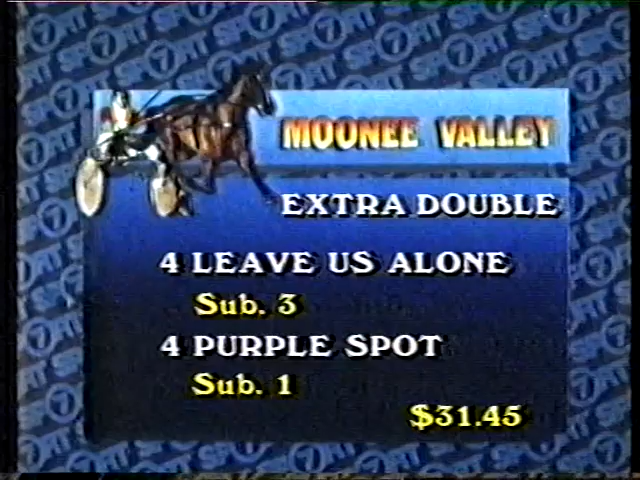 MOONEE VALLEY
EXTRA DOUBLE
4 LEAVE US ALONE
Sub. 3
4 PURPLE SPOT
Sub. 1
$31.45